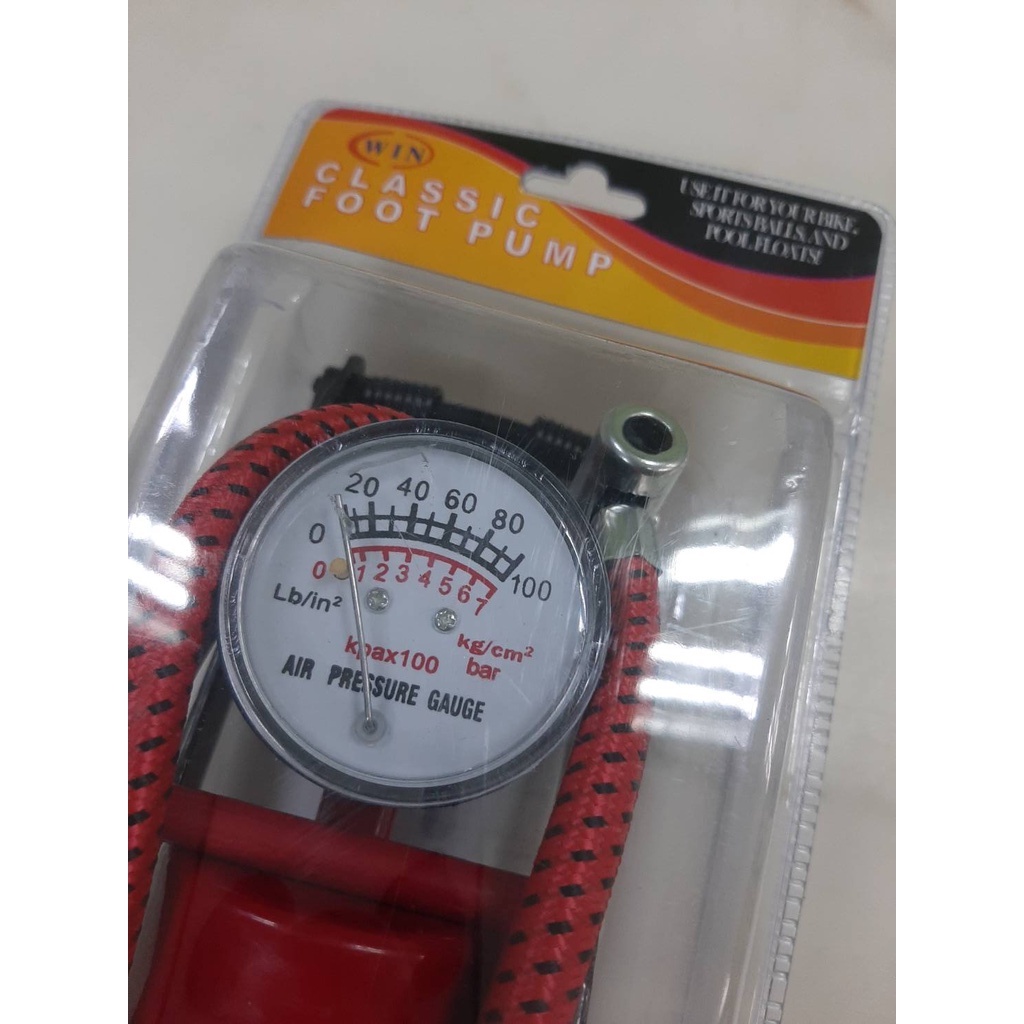 WIN
CLASSIC
FOOT PUMP
USE IT FOR YOUR BIKE,
SPORTS BALLS, AND
POOL FLOATS!
0 20 40 60 80 100
0 1 2 3 4 5 6 7
Lb/in²
kg/cm²
kpax100 bar
AIR PRESSURE GAUGE